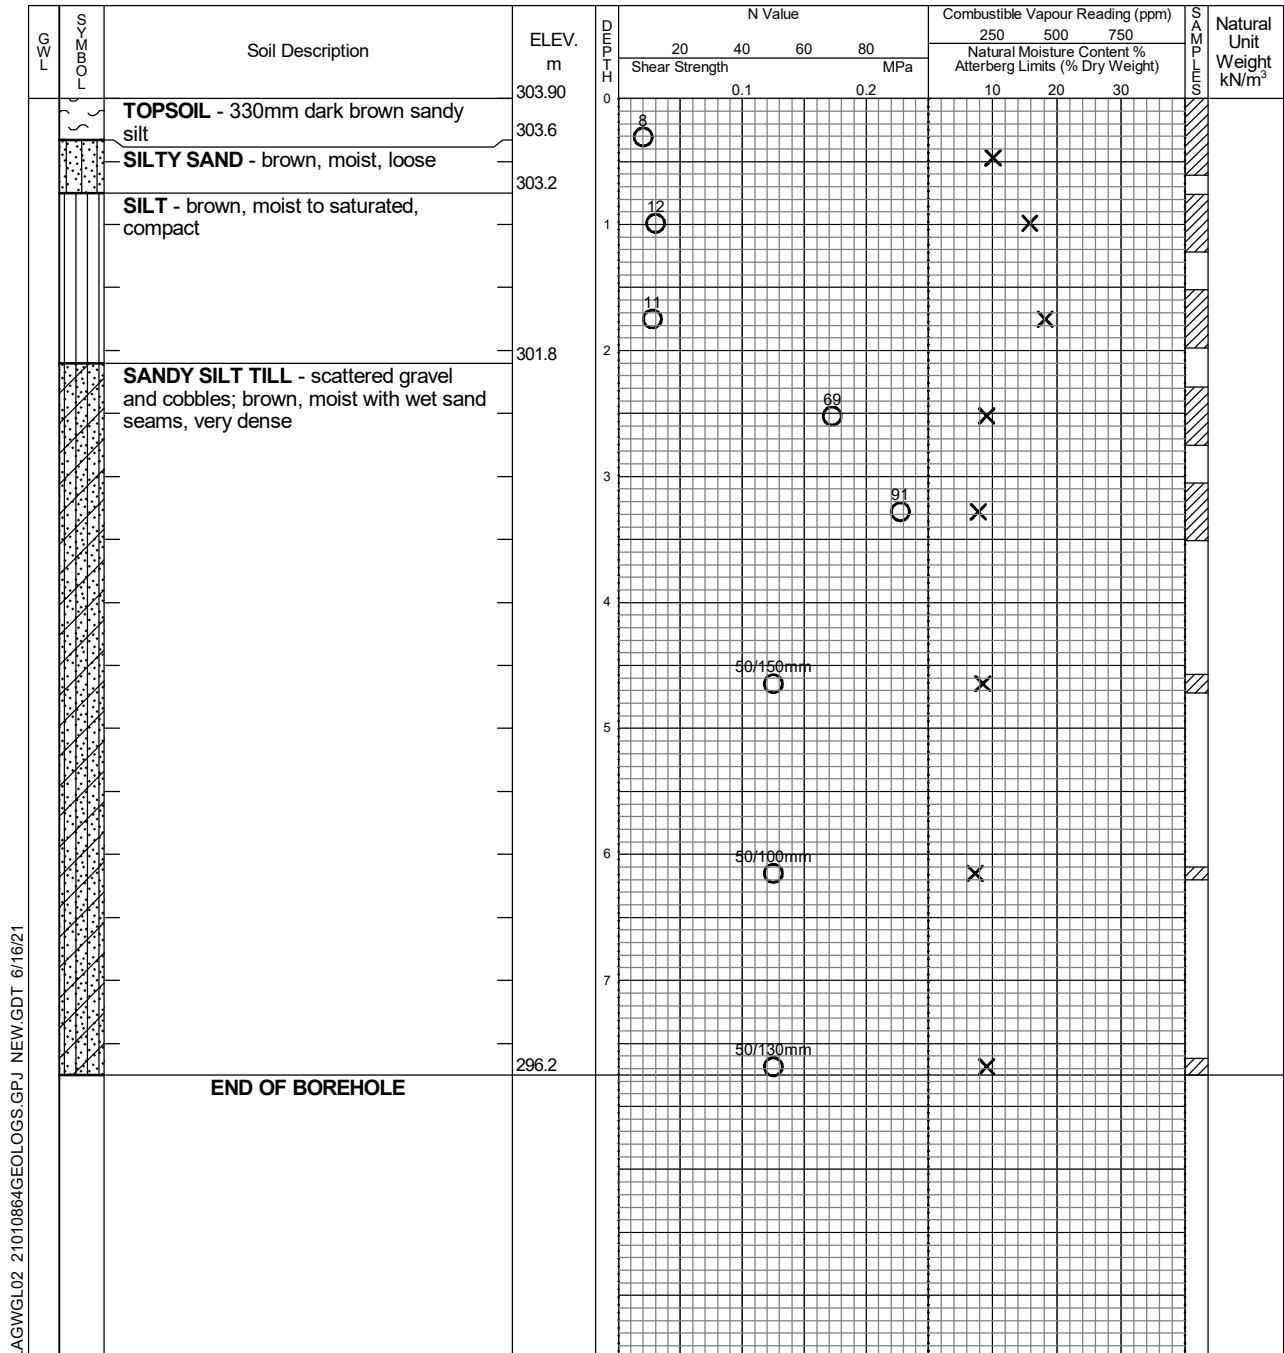 GWL
SYMBOL
Soil Description
ELEV.
m
303.90
DEPTH
N Value
20 40 60 80
Shear Strength MPa
0.1 0.2
Combustible Vapour Reading (ppm)
250 500 750
Natural Moisture Content %
Atterberg Limits (% Dry Weight)
10 20 30
SAMPLES
Natural
Unit
Weight
kN/m³
0
TOPSOIL - 330mm dark brown sandy
silt
303.6
8
SILTY SAND - brown, moist, loose
303.2
SILT - brown, moist to saturated,
compact
12
1
11
2
301.8
SANDY SILT TILL - scattered gravel
and cobbles; brown, moist with wet sand
seams, very dense
69
3
91
4
50/150mm
5
6
50/100mm
7
50/130mm
296.2
END OF BOREHOLE
AGWGL02 21010864GEOLOGS.GPJ NEW.GDT 6/16/21